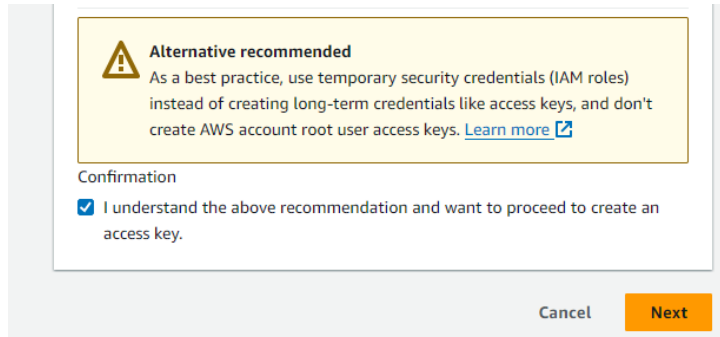 Alternative recommended
As a best practice, use temporary security credentials (IAM roles)
instead of creating long-term credentials like access keys, and don't
create AWS account root user access keys. Learn more
Confirmation
I understand the above recommendation and want to proceed to create an
access key.
Cancel
Next